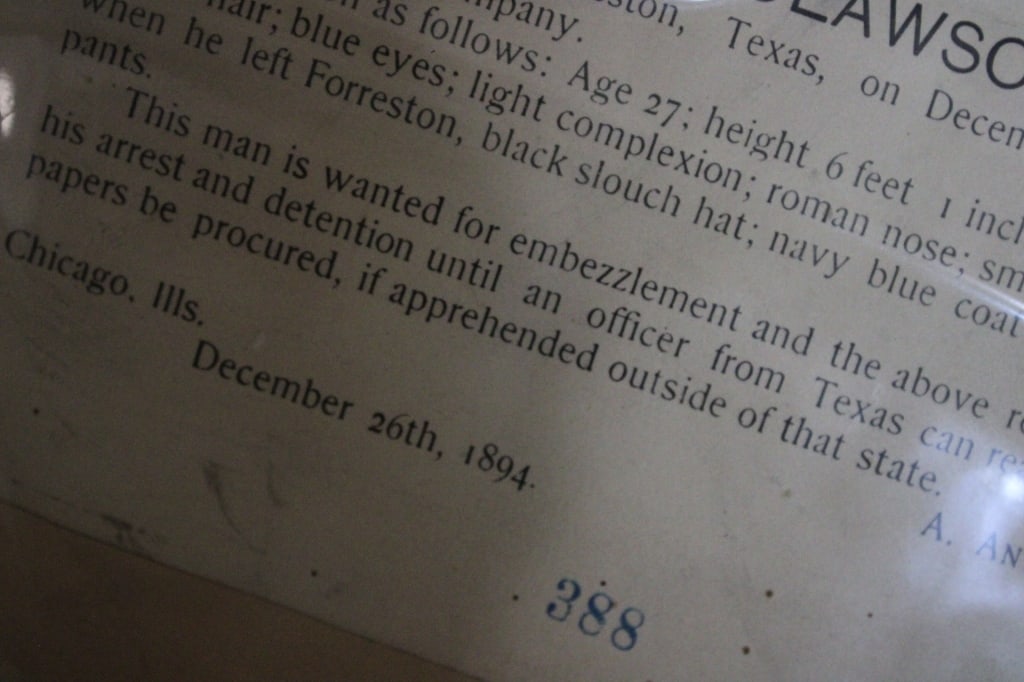 LAWSO
Texas, on Decem
as follows: Age 27; height 6 feet 1 inch
hair; blue eyes; light complexion; roman nose; sm
when he left Forreston, black slouch hat; navy blue coat
pants.
This man is wanted for embezzlement and the above re
his arrest and detention until an officer from Texas can re
papers be procured, if apprehended outside of that state.
A. AN
Chicago. Ills.
December 26th, 1894.
388